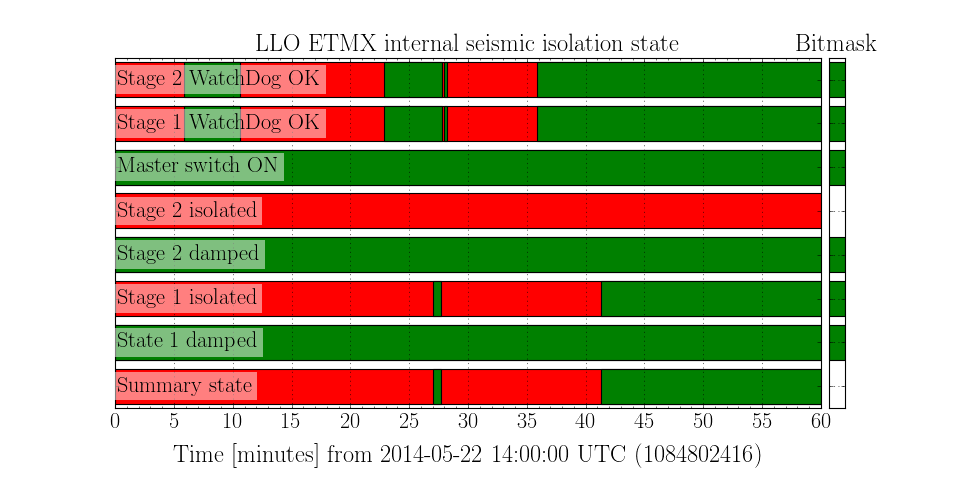 LLO ETMX internal seismic isolation state
Bitmask
Stage 2 WatchDog OK
Stage 1 WatchDog OK
Master switch ON
Stage 2 isolated
Stage 2 damped
Stage 1 isolated
State 1 damped
Summary state
0 5 10 15 20 25 30 35 40 45 50 55 60
Time [minutes] from 2014-05-22 14:00:00 UTC (1084802416)